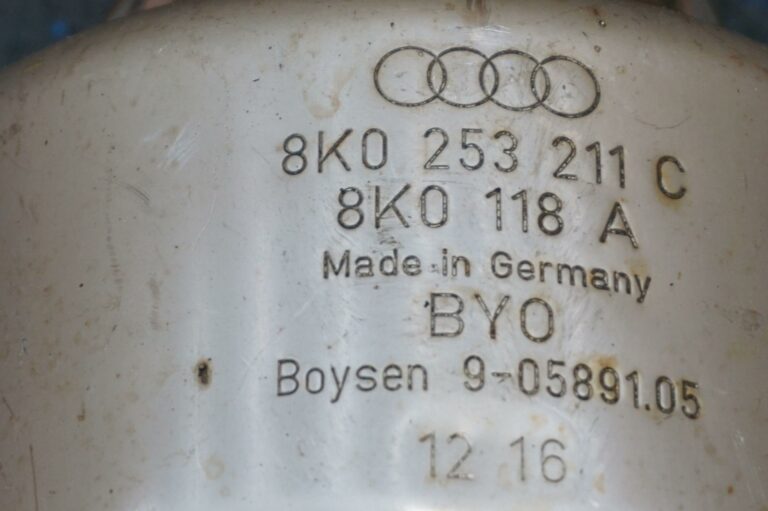 8K0 253 211 C
8K0 118 A
Made in Germany
BYO
Boysen 9-05891.05
12 16